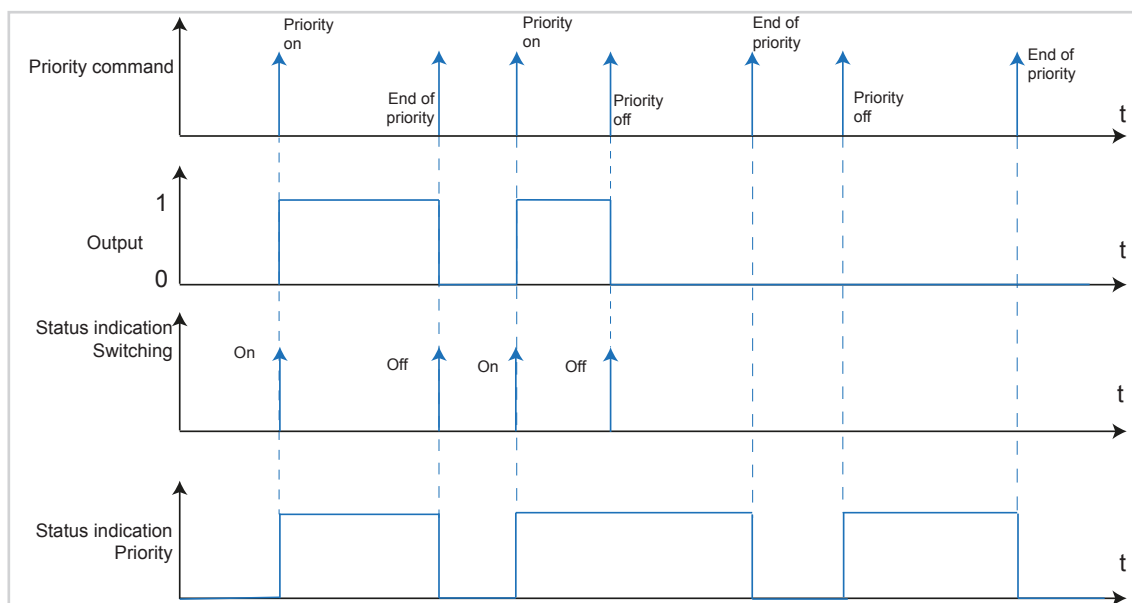 Priority
on
Priority
on
End of
priority
End of
priority
Priority command
End of
priority
Priority
off
Priority
off
t
1
Output
0
t
Status indication
Switching
On
Off
On
Off
t
Status indication
Priority
t